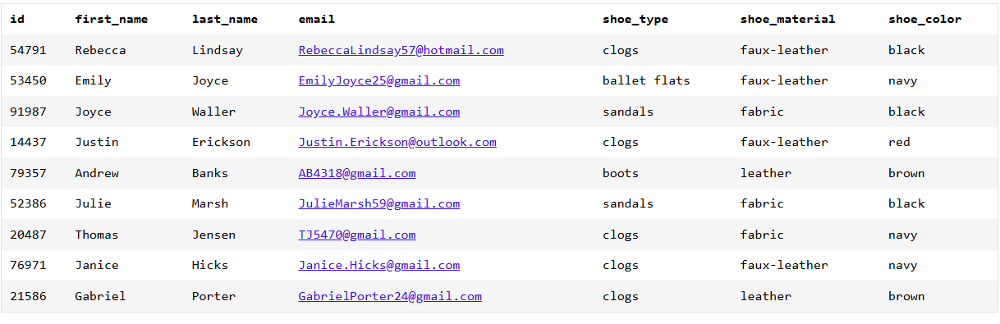 id first_name last_name email shoe_type shoe_material shoe_color
54791 Rebecca Lindsay RebeccaLindsay57@hotmail.com clogs faux-leather black
53450 Emily Joyce EmilyJoyce25@gmail.com ballet flats faux-leather navy
91987 Joyce Waller Joyce.Waller@gmail.com sandals fabric black
14437 Justin Erickson Justin.Erickson@outlook.com clogs faux-leather red
79357 Andrew Banks AB4318@gmail.com boots leather brown
52386 Julie Marsh JulieMarsh59@gmail.com sandals fabric black
20487 Thomas Jensen TJ5470@gmail.com clogs fabric navy
76971 Janice Hicks Janice.Hicks@gmail.com clogs faux-leather navy
21586 Gabriel Porter GabrielPorter24@gmail.com clogs leather brown